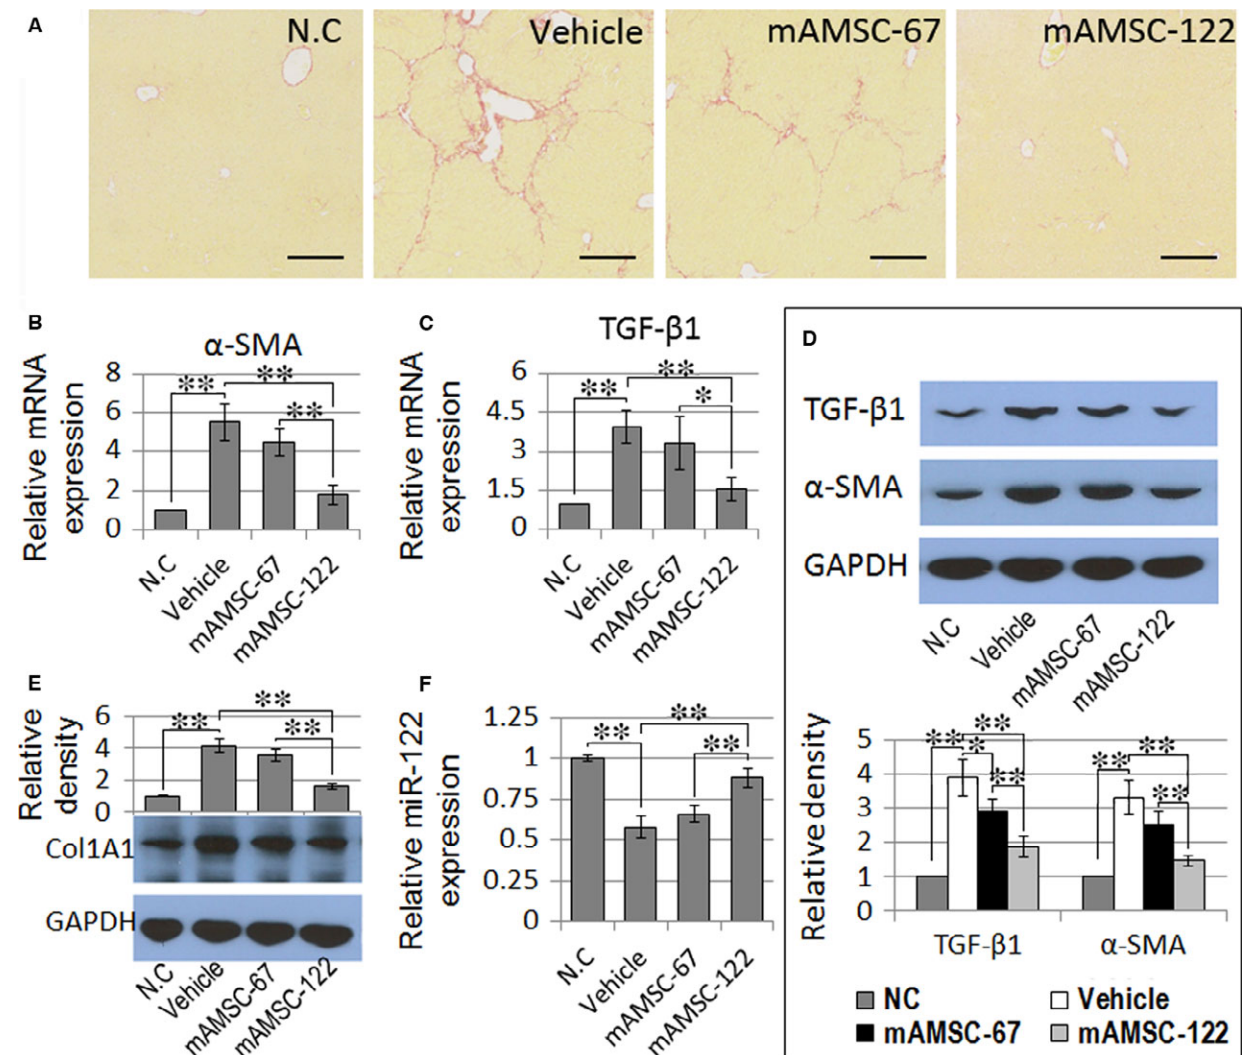 A
N.C
Vehicle
mAMSC-67
mAMSC-122
B
α-SMA
Relative mRNA
expression
8
6
4
2
0
** **
**
N.C
Vehicle
mAMSC-67
mAMSC-122
C
TGF-β1
Relative mRNA
expression
6
4.5
3
1.5
0
** **
*
N.C
Vehicle
mAMSC-67
mAMSC-122
D
TGF-β1
α-SMA
GAPDH
N.C
Vehicle
mAMSC-67
mAMSC-122
Relative density
5
4
3
2
1
0
** * **
**
** **
**
TGF-β1
α-SMA
NC
Vehicle
mAMSC-67
mAMSC-122
E
Relative
density
6
4
2
0
** **
**
Col1A1
GAPDH
N.C
Vehicle
mAMSC-67
mAMSC-122
F
Relative miR-122
expression
1.25
1
0.75
0.5
0.25
0
** **
**
N.C
Vehicle
mAMSC-67
mAMSC-122